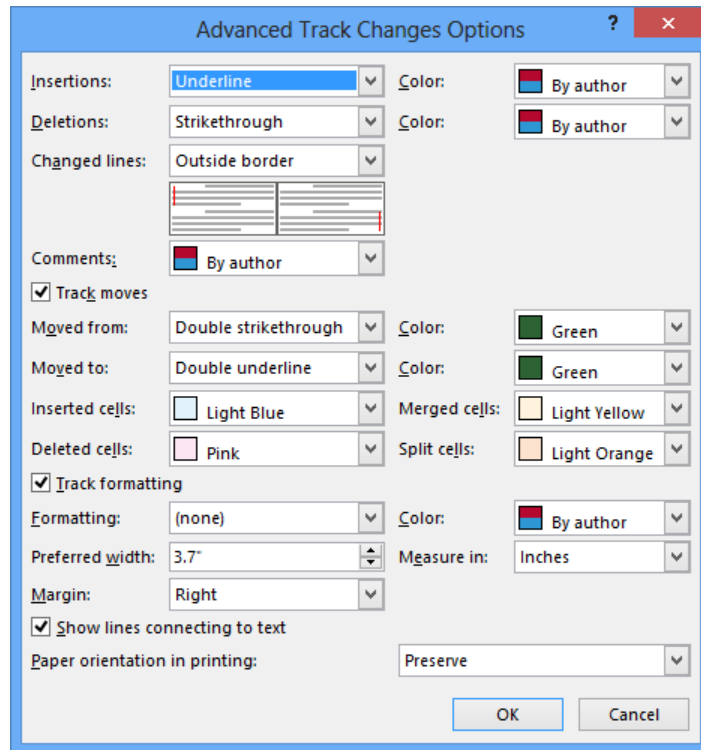 Advanced Track Changes Options ? ×
Insertions: Underline Color: By author
Deletions: Strikethrough Color: By author
Changed lines: Outside border
Comments: By author
Track moves
Moved from: Double strikethrough Color: Green
Moved to: Double underline Color: Green
Inserted cells: Light Blue Merged cells: Light Yellow
Deleted cells: Pink Split cells: Light Orange
Track formatting
Formatting: (none) Color: By author
Preferred width: 3.7" Measure in: Inches
Margin: Right
Show lines connecting to text
Paper orientation in printing: Preserve
OK Cancel